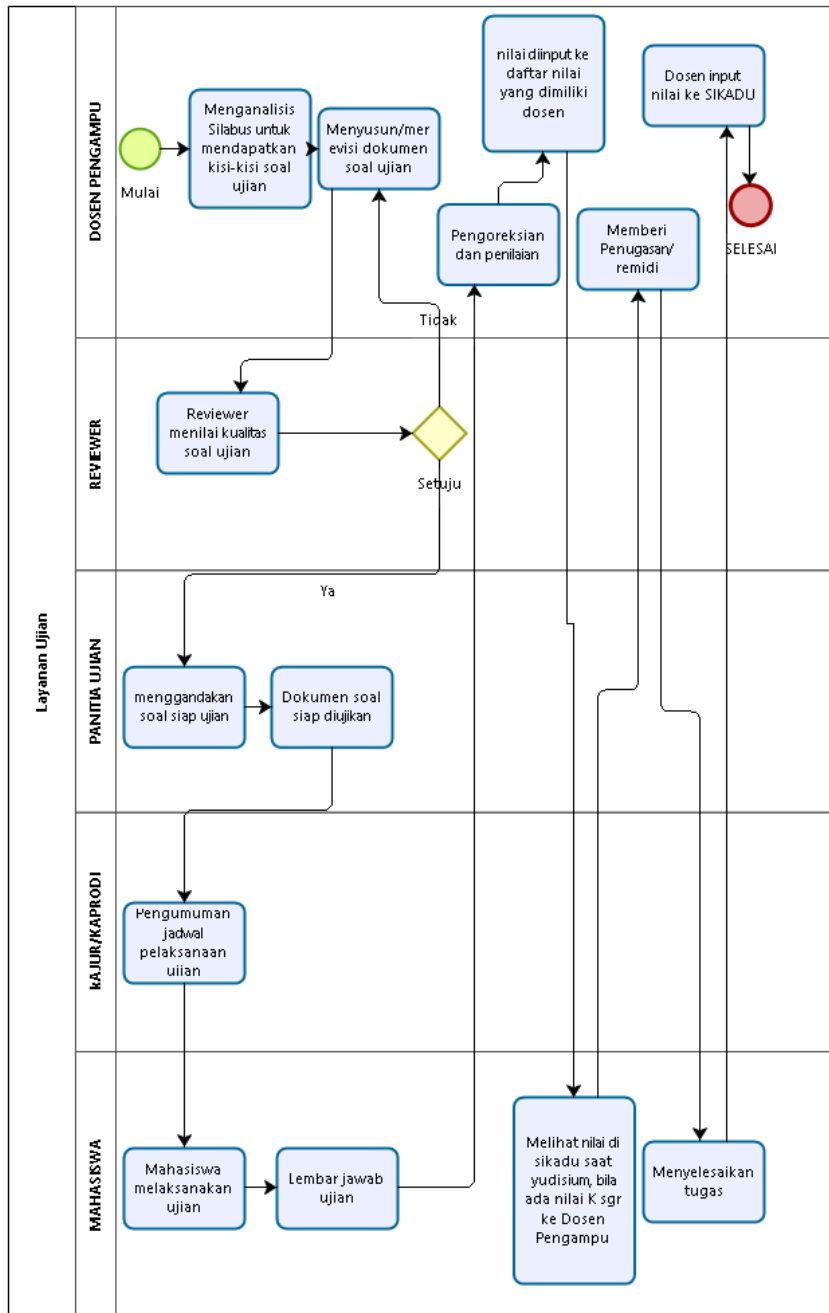 Layanan Ujian
DOSEN PENGAMPU
Mulai
Menganalisis
Silabus untuk
mendapatkan
kisi-kisi soal
ujian
Menyusun/mer
evisi dokumen
soal ujian
nilai diinput ke
daftar nilai
yang dimiliki
dosen
Pengoreksian
dan penilaian
Memberi
Penugasan/
remidi
Dosen input
nilai ke SIKADU
SELESAI
Tidak
REVIEWER
Reviewer
menilai kualitas
soal ujian
Setuju
PANITIA UJIAN
Ya
menggandakan
soal siap ujian
Dokumen soal
siap diujikan
kAJUR/KAPRODI
Pengumuman
jadwal
pelaksanaan
ujian
MAHASISWA
Mahasiswa
melaksanakan
ujian
Lembar jawab
ujian
Melihat nilai di
sikadu saat
yudisium, bila
ada nilai K sgr
ke Dosen
Pengampu
Menyelesaikan
tugas